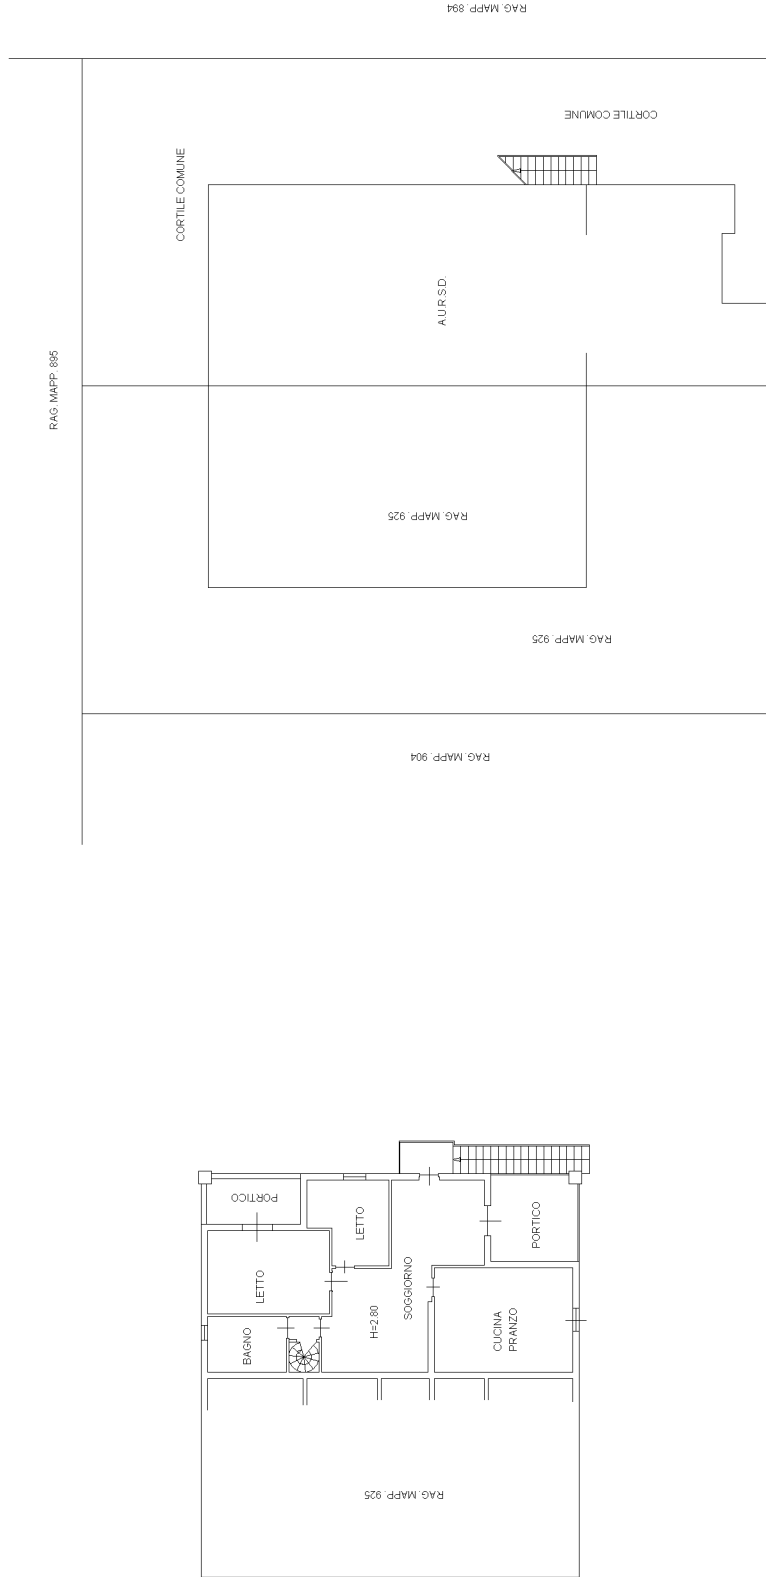 RAG. MAPP. 894
CORTILE COMUNE
CORTILE COMUNE
A.U.R.S.D.
RAG. MAPP. 895
RAG. MAPP. 925
RAG. MAPP. 925
RAG. MAPP. 904
PORTICO
LETTO
PORTICO
LETTO
SOGGIORNO
H=2.80
BAGNO
CUCINA
PRANZO
RAG. MAPP. 925